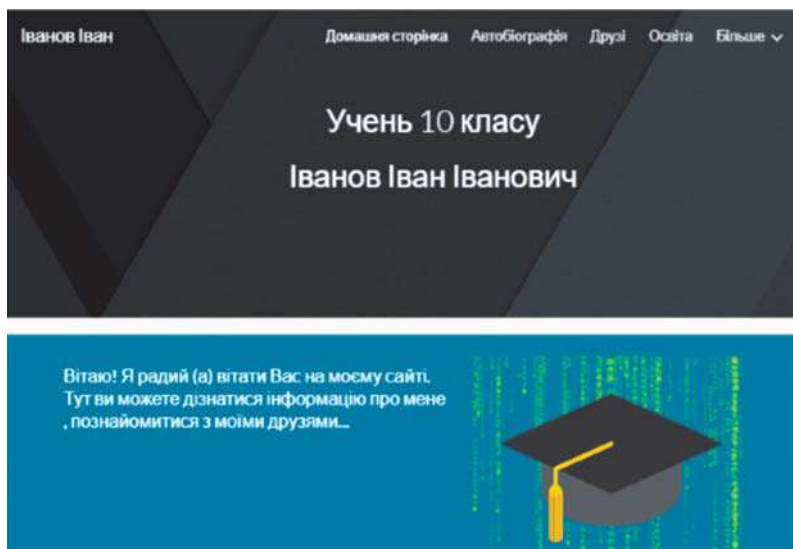 Іванов Іван
Домашня сторінка Автобіографія Друзі Освіта Більше
Учень 10 класу
Іванов Іван Іванович
Вітаю! Я радий (а) вітати Вас на моєму сайті.
Тут ви можете дізнатися інформацію про мене
, познайомитися з моїми друзями...